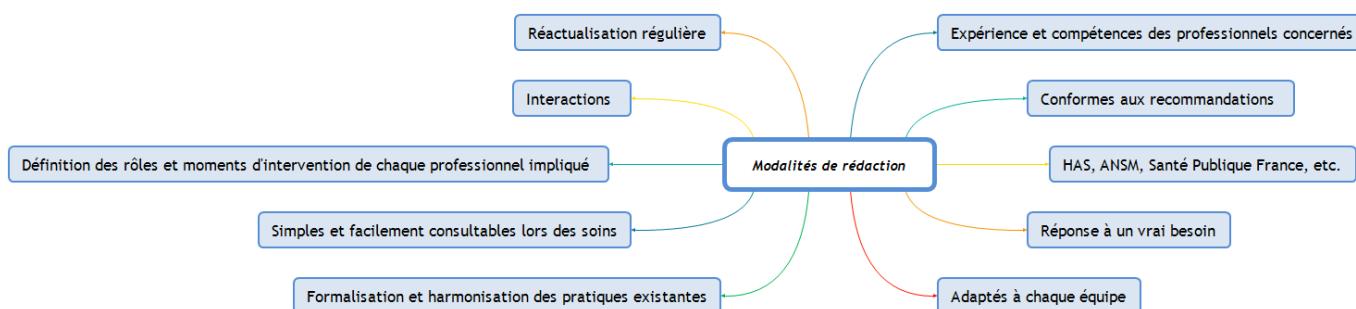 Réactualisation régulière
Expérience et compétences des professionnels concernés
Interactions
Conformes aux recommandations
Définition des rôles et moments d'intervention de chaque professionnel impliqué
Modalités de rédaction
HAS, ANSM, Santé Publique France, etc.
Simples et facilement consultables lors des soins
Réponse à un vrai besoin
Formalisation et harmonisation des pratiques existantes
Adaptés à chaque équipe